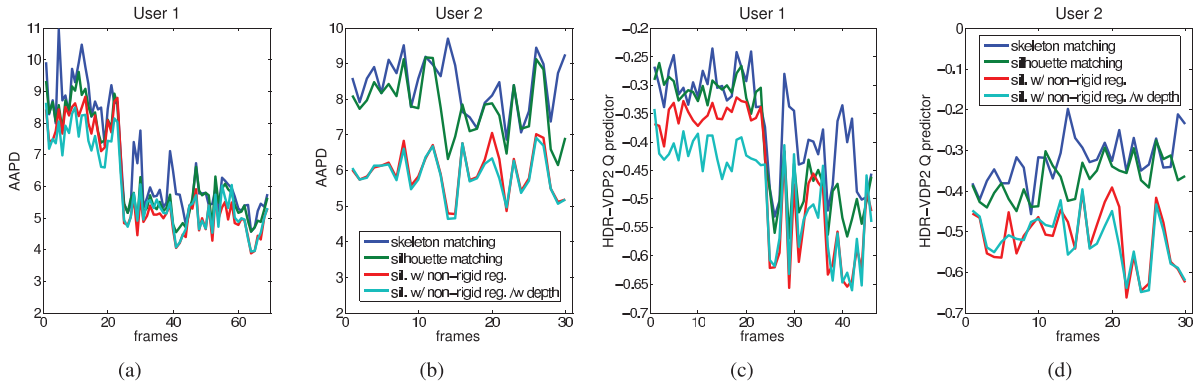 User 1
AAPD
11
10
9
8
7
6
5
4
3
2
0 20 40 60
frames
(a)
User 2
AAPD
10
9
8
7
6
5
4
3
2
skeleton matching
silhouette matching
sil. w/ non-rigid reg.
sil. w/ non-rigid reg. /w depth
0 10 20 30
frames
(b)
User 1
HDR-VDP2 Q predictor
-0.2
-0.25
-0.3
-0.35
-0.4
-0.45
-0.5
-0.55
-0.6
-0.65
-0.7
0 10 20 30 40
frames
(c)
User 2
HDR-VDP2 Q predictor
0
-0.1
-0.2
-0.3
-0.4
-0.5
-0.6
-0.7
skeleton matching
silhouette matching
sil. w/ non-rigid reg.
sil. w/ non-rigid reg. /w depth
0 10 20 30
frames
(d)